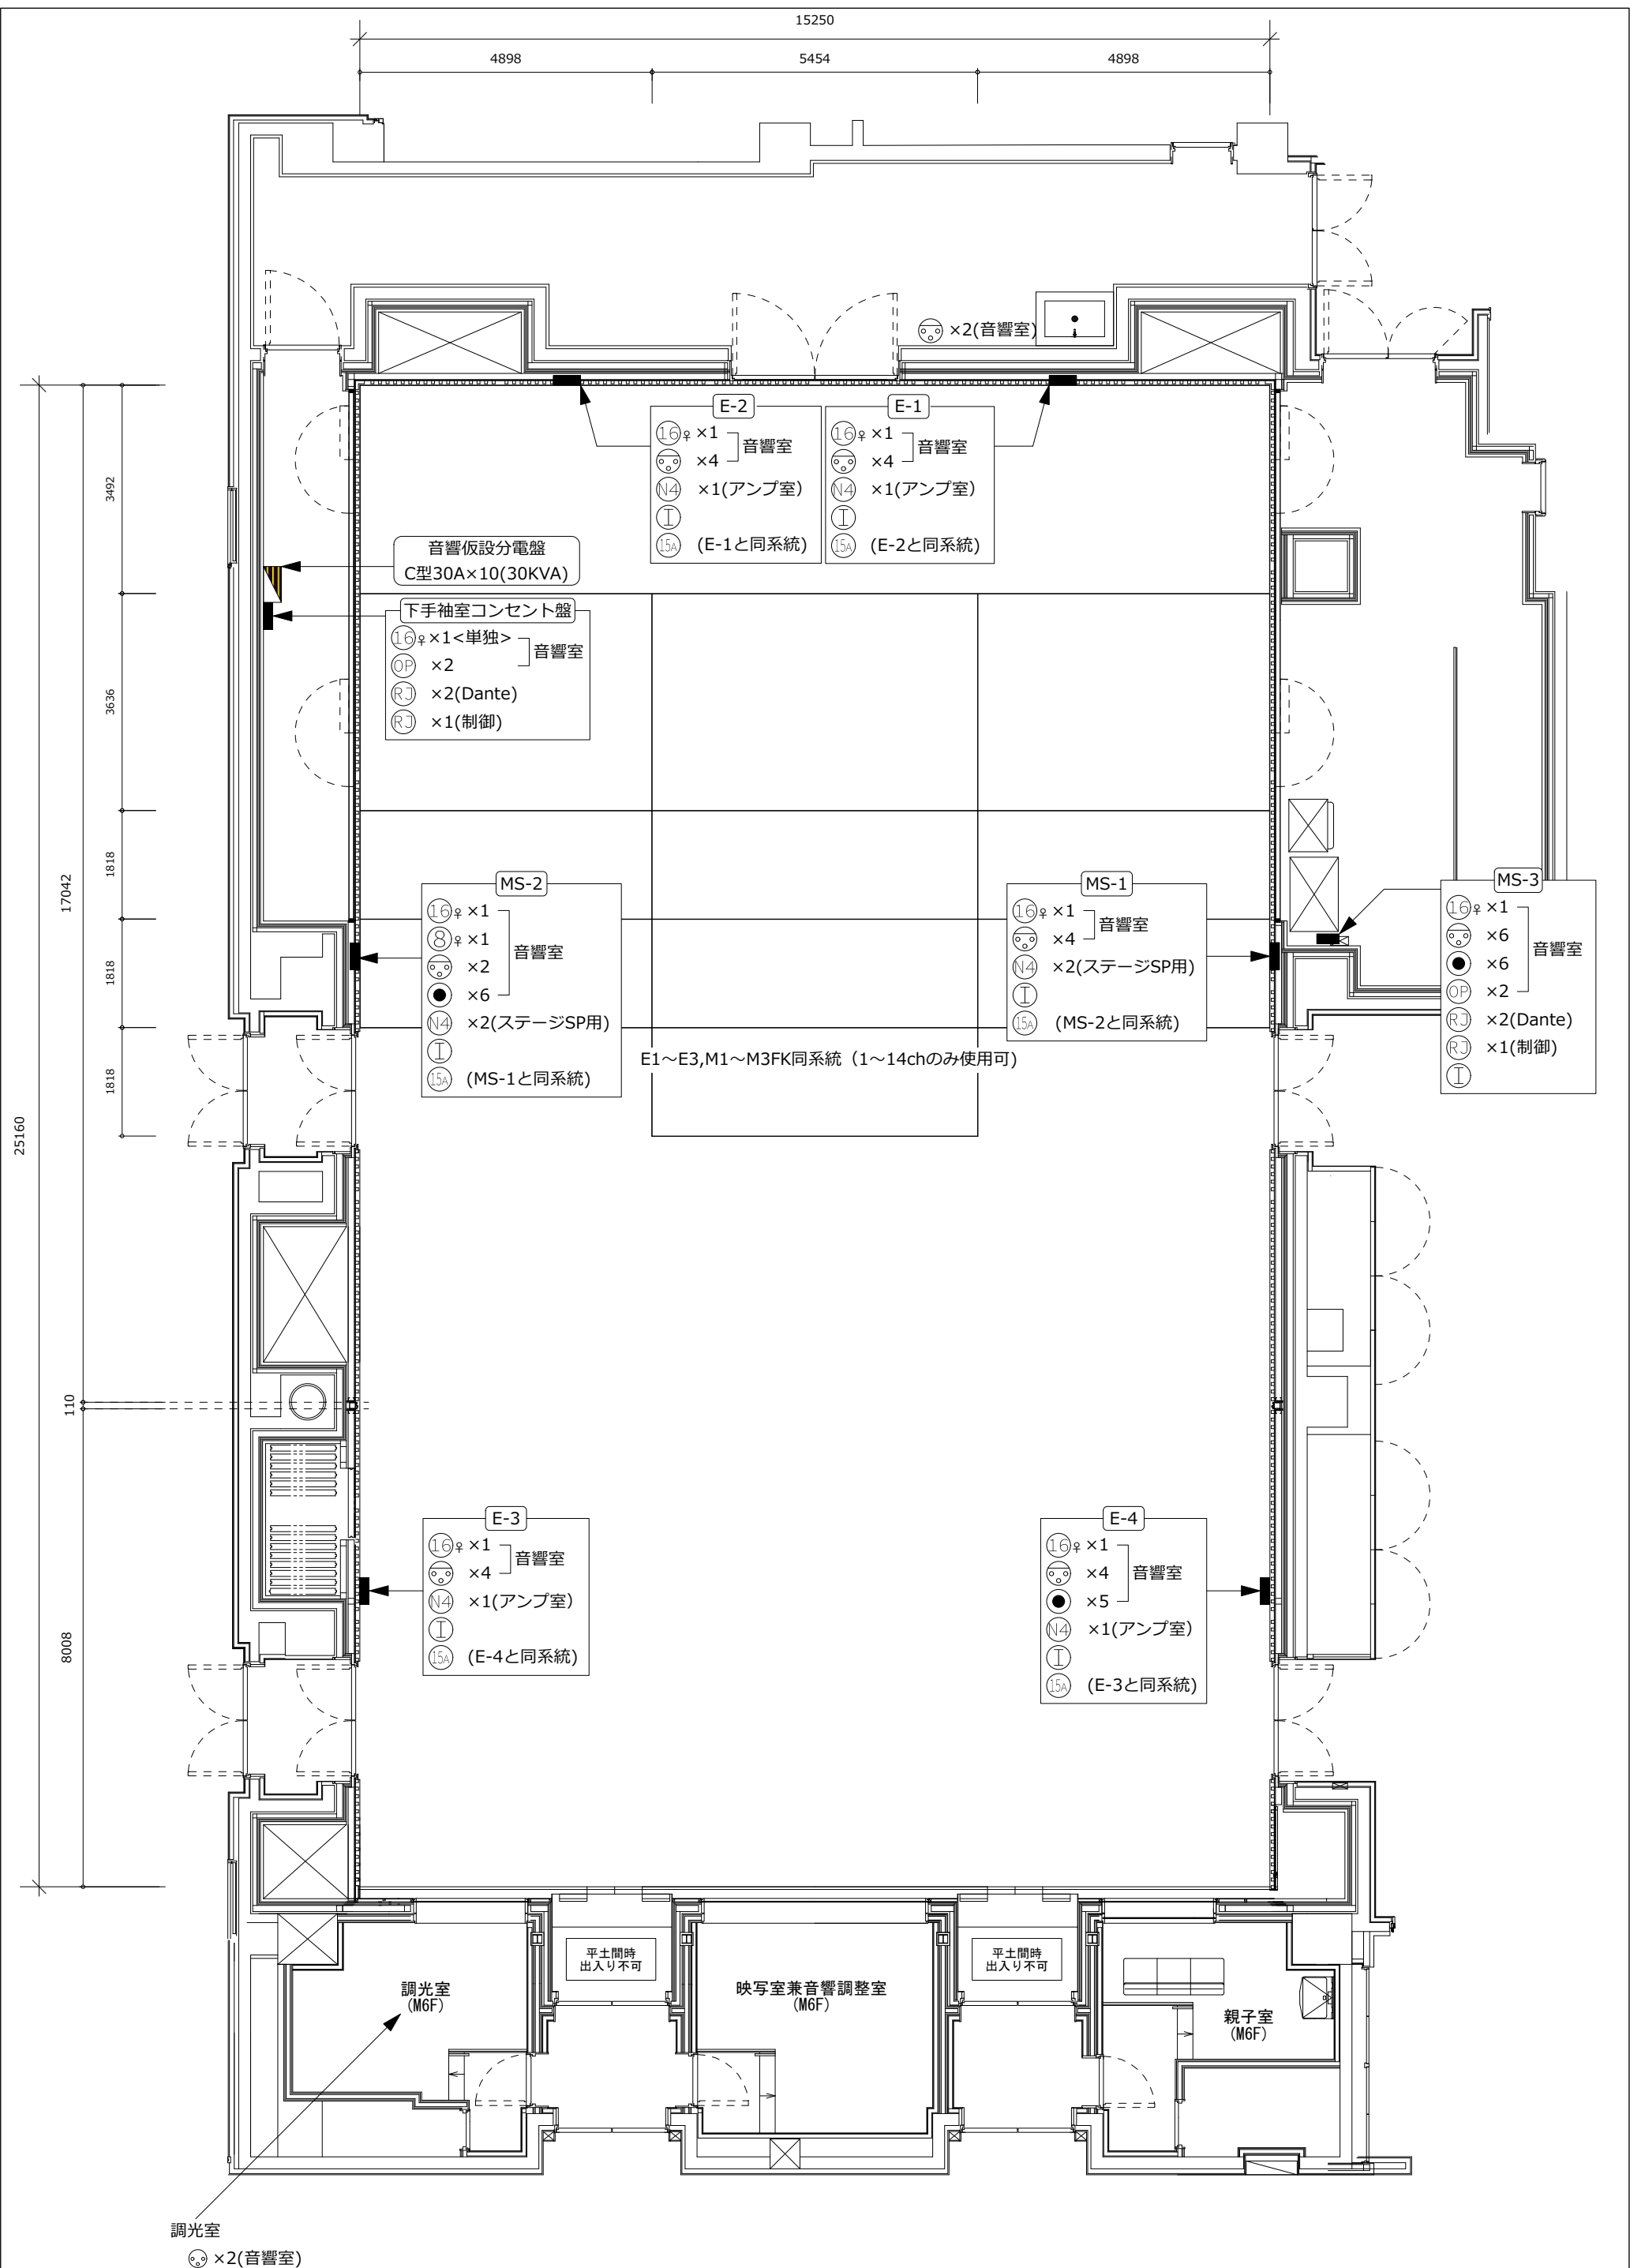 15250
4898 5454 4898
×2(音響室)
E-2
16♀ ×1
×4
音響室
N4 ×1(アンプ室)
I
15A (E-1と同系統)
E-1
16♀ ×1
×4
音響室
N4 ×1(アンプ室)
I
15A (E-2と同系統)
音響仮設分電盤
C型30A×10(30KVA)
下手袖室コンセント盤
16♀×1<単独>
OP ×2
音響室
RJ ×2(Dante)
RJ ×1(制御)
3492
3636
1818
1818
1818
17042
25160
110
8008
MS-2
16♀ ×1
8♀ ×1
×2
×6
音響室
N4 ×2(ステージSP用)
I
15A (MS-1と同系統)
MS-1
16♀ ×1
×4
音響室
N4 ×2(ステージSP用)
I
15A (MS-2と同系統)
MS-3
16♀ ×1
×6
×6
OP ×2
音響室
RJ ×2(Dante)
RJ ×1(制御)
I
E1～E3,M1～M3FK同系統（1～14chのみ使用可)
E-3
16♀ ×1
×4
音響室
N4 ×1(アンプ室)
I
15A (E-4と同系統)
E-4
16♀ ×1
×4
×5
音響室
N4 ×1(アンプ室)
I
15A (E-3と同系統)
調光室
(M6F)
平土間時
出入り不可
映写室兼音響調整室
(M6F)
平土間時
出入り不可
親子室
(M6F)
調光室
×2(音響室)